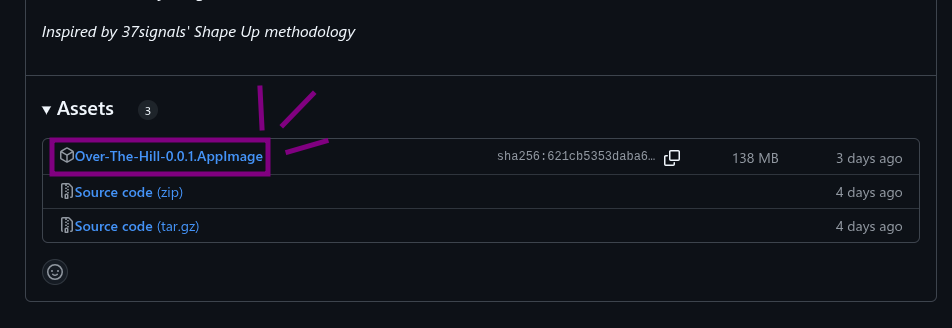 Inspired by 37signals' Shape Up methodology
Assets 3
Over-The-Hill-0.0.1.AppImage sha256:621cb5353daba6… 138 MB 3 days ago
Source code (zip) 4 days ago
Source code (tar.gz) 4 days ago